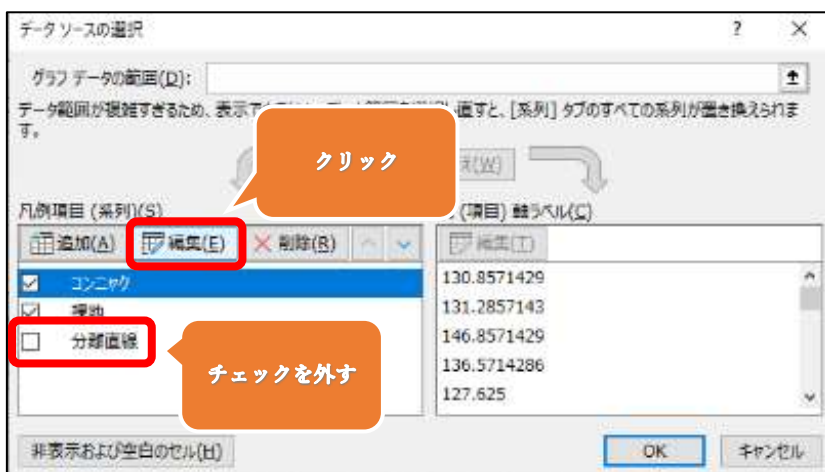 データ ソースの選択
?
×
グラフ データの範囲(D):
データ範囲が複雑すぎるため、表示で
直すと、[系列] タブのすべての系列が置き換えられま
す。
クリック
(W)
凡例項目 (系列)(S)
(項目) 軸ラベル(C)
追加(A)
編集(E)
削除(R)
編集(T)
コンニャク
分離直線
チェックを外す
130.8571429
131.2857143
146.8571429
136.5714286
127.625
非表示および空白のセル(H)
OK
キャンセル